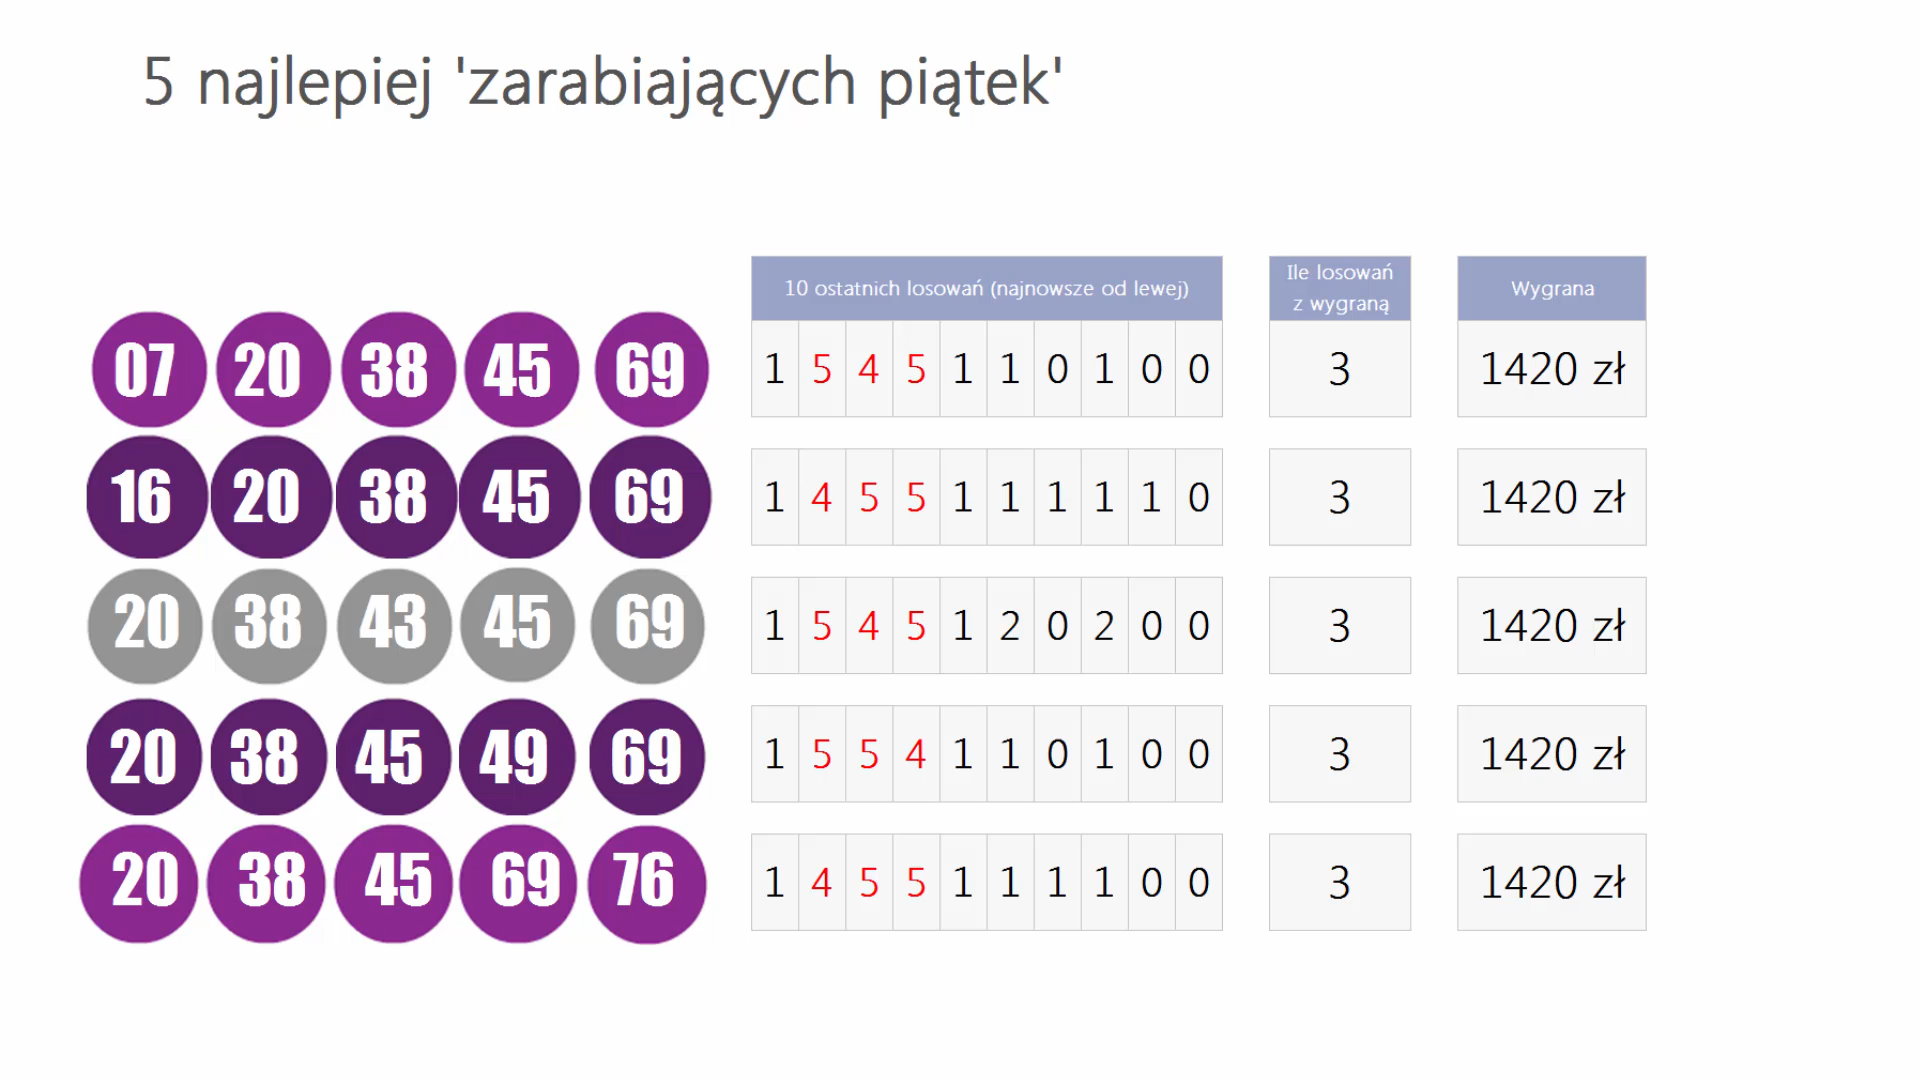 5 najlepiej 'zarabiających piątek'
10 ostatnich losowań (najnowsze od lewej)
Ile losowań
z wygraną
Wygrana
07 20 38 45 69 1 5 4 5 1 1 0 1 0 0 3 1420 zł
16 20 38 45 69 1 4 5 5 1 1 1 1 1 0 3 1420 zł
20 38 43 45 69 1 5 4 5 1 2 0 2 0 0 3 1420 zł
20 38 45 49 69 1 5 5 4 1 1 0 1 0 0 3 1420 zł
20 38 45 69 76 1 4 5 5 1 1 1 1 0 0 3 1420 zł